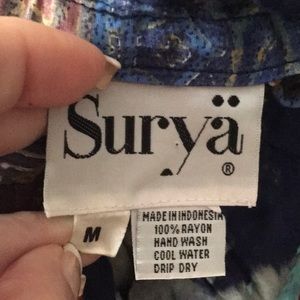 Suryä
®
M
MADE IN INDONESIA
100% RAYON
HAND WASH
COOL WATER
DRIP DRY